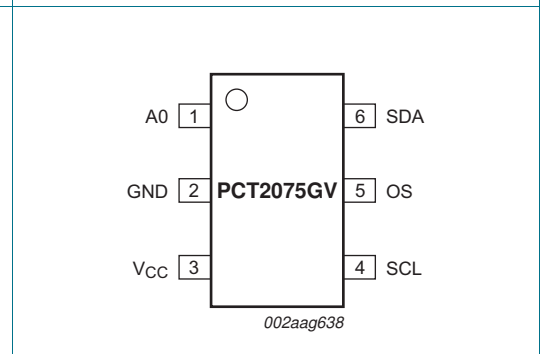 A0 1 6 SDA
GND 2 PCT2075GV 5 OS
VCC 3 4 SCL
002aag638